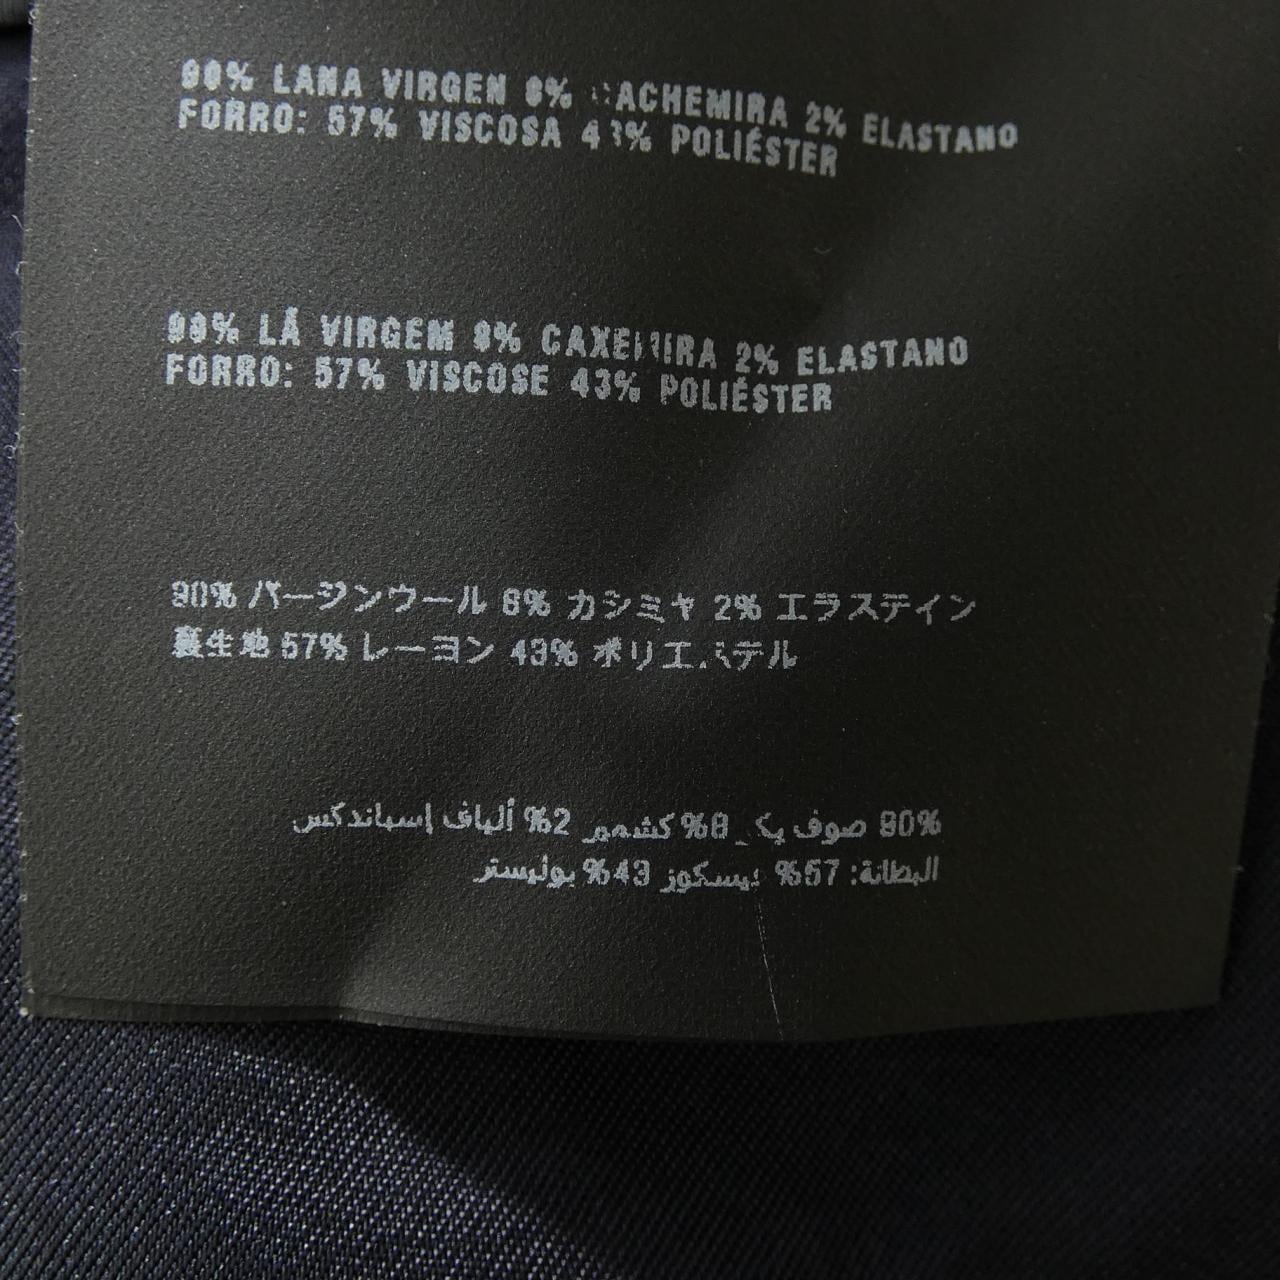 90% LANA VIRGEN 8% CACHEMIRA 2% ELASTANO
FORRO: 57% VISCOSA 43% POLIÉSTER
90% LÃ VIRGEM 8% CAXEMIRA 2% ELASTANO
FORRO: 57% VISCOSE 43% POLIÉSTER
90% バージンウール 8% カシミヤ 2% エラステイン
裏生地 57% レーヨン 43% ポリエステル
90% صوف بكر 8% كشمير 2% ألياف إسباندكس
البطانة: 57% بيسكوز 43% بوليستر